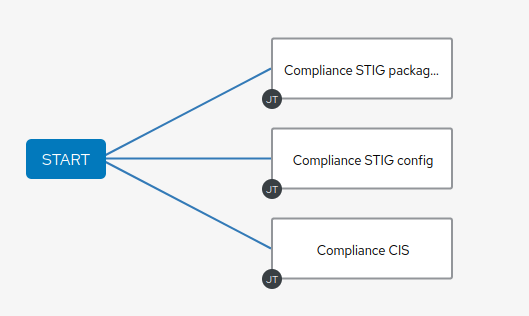 Compliance STIG packag...
JT
START
Compliance STIG config
JT
Compliance CIS
JT